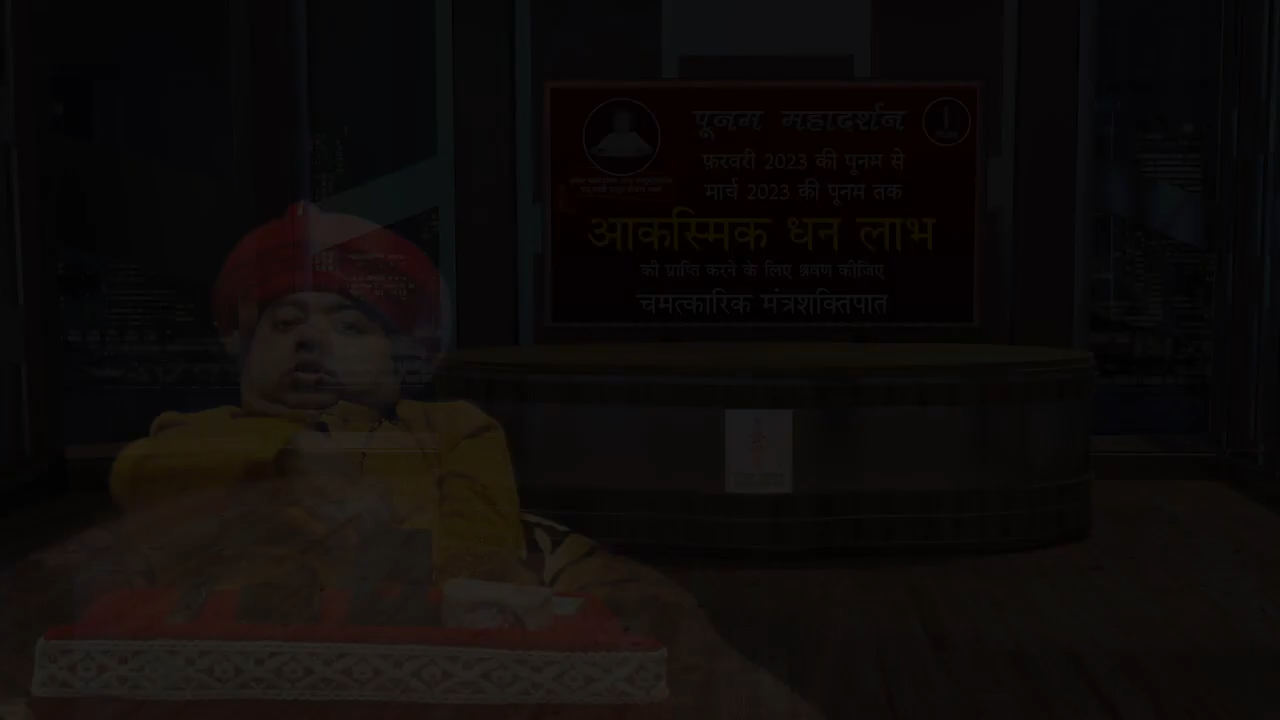 पूनम महादर्शन
फ़रवरी 2023 की पूनम से
मार्च 2023 की पूनम तक
आकस्मिक धन लाभ
की प्राप्ति करने के लिए श्रवण कीजिए
चमत्कारिक मंत्रशक्तिपात